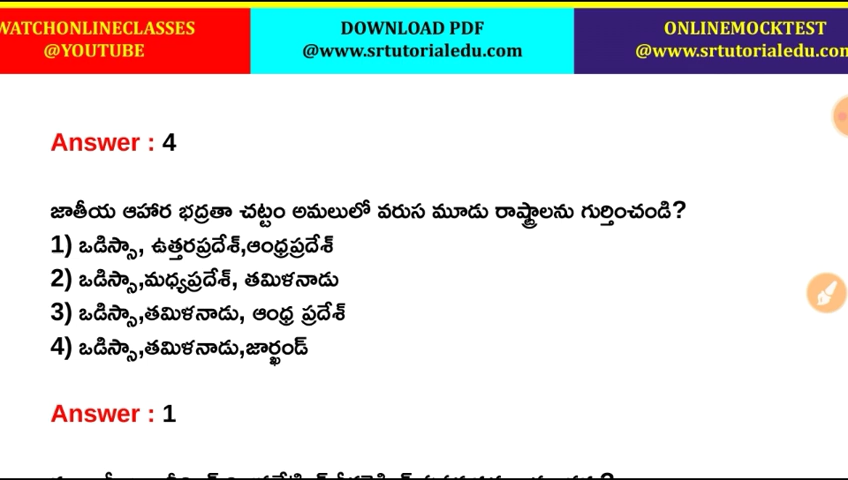 WATCHONLINECLASSES
@YOUTUBE
DOWNLOAD PDF
@www.srtutorialedu.com
ONLINEMOCKTEST
@www.srtutorialedu.com
Answer : 4
జాతీయ ఆహార భద్రతా చట్టం అమలులో వరుస మూడు రాష్ట్రాలను గుర్తించండి?
1) ఒడిస్సా, ఉత్తరప్రదేశ్,ఆంధ్రప్రదేశ్
2) ఒడిస్సా,మధ్యప్రదేశ్, తమిళనాడు
3) ఒడిస్సా,తమిళనాడు, ఆంధ్ర ప్రదేశ్
4) ఒడిస్సా,తమిళనాడు,జార్ఖండ్
Answer : 1